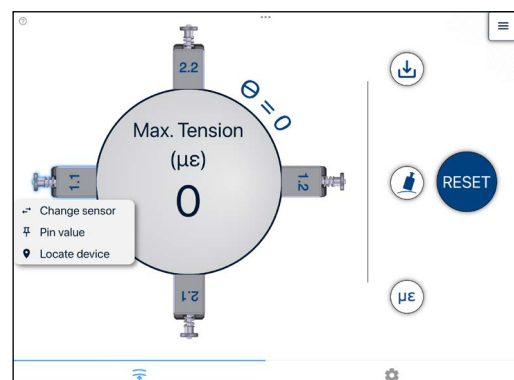 2.2
Θ = 0
Max. Tension
(με)
0
1.1
1.2
RESET
Change sensor
Pin value
Locate device
2.1
με